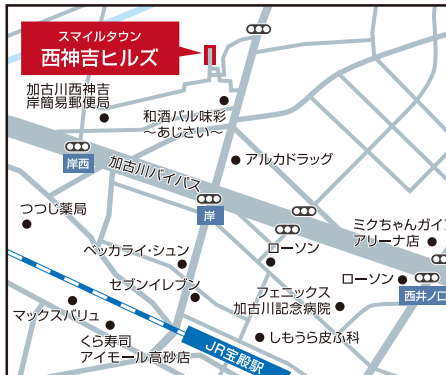 スマイルタウン
西神吉ヒルズ
加古川西神吉
岸簡易郵便局
和酒バル味彩
～あじさい～
岸西
加古川バイパス
アルカドラッグ
つつじ薬局
岸
ミクちゃんガイア
アリーナ店
ベッカライ・シュン
ローソン
ローソン
西井ノ口
セブンイレブン
フェニックス
加古川記念病院
マックスバリュ
くら寿司
アイモール高砂店
JR宝殿駅
しもうら皮ふ科